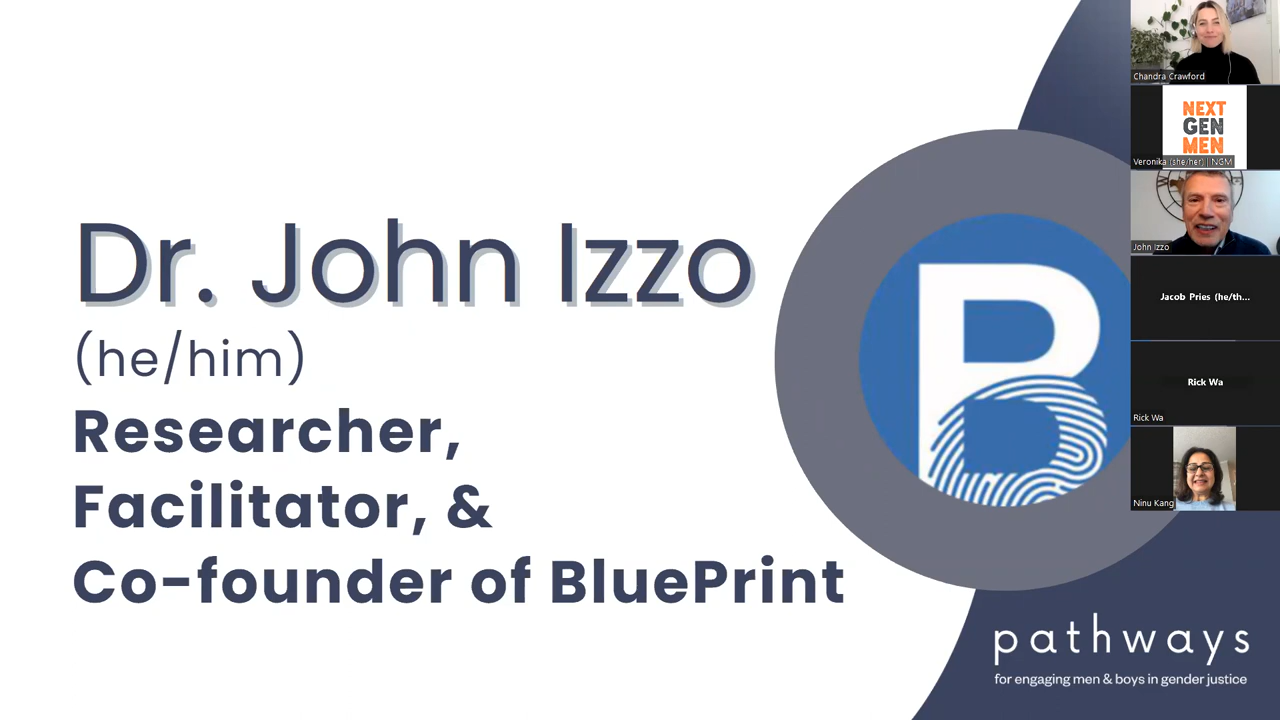 Dr. John Izzo
(he/him)
Researcher,
Facilitator, &
Co-founder of BluePrint
B
pathways
for engaging men & boys in gender justice
Chandra Crawford
NEXT
GEN
MEN
Veronika (she/her) | NGM
John Izzo
Jacob Pries (he/th...
Rick Wa
Rick Wa
Ninu Kang